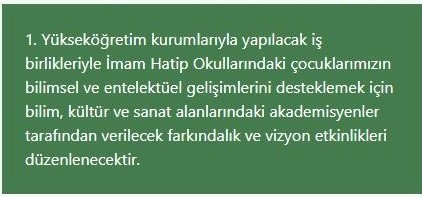 1. Yükseköğretim kurumlarıyla yapılacak iş
birlikleriyle İmam Hatip Okullarındaki çocuklarımızın
bilimsel ve entelektüel gelişimlerini desteklemek için
bilim, kültür ve sanat alanlarındaki akademisyenler
tarafından verilecek farkındalık ve vizyon etkinlikleri
düzenlenecektir.